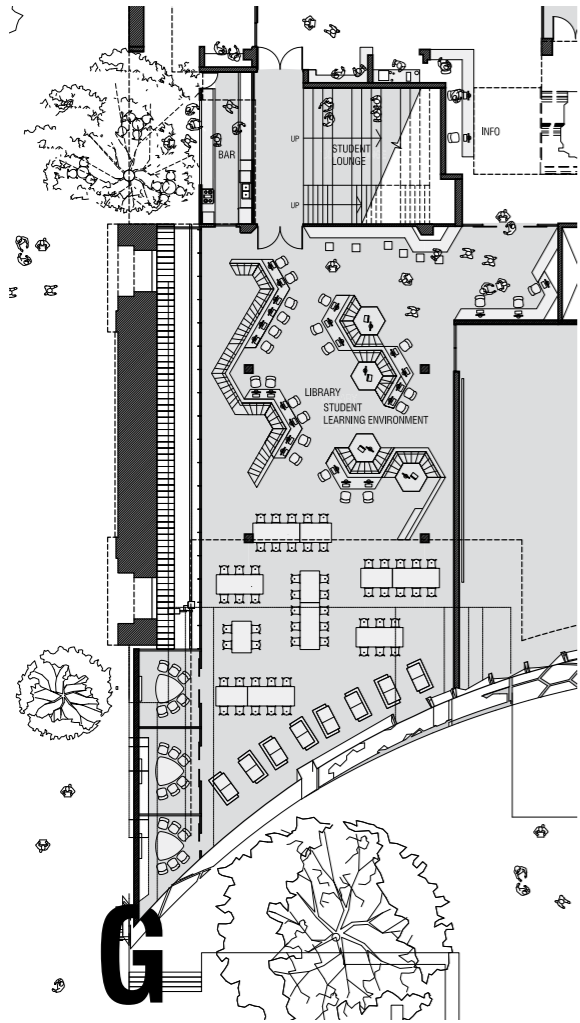 UP
STUDENT
LOUNGE
INFO
BAR
UP
LIBRARY
STUDENT
LEARNING ENVIRONMENT
G